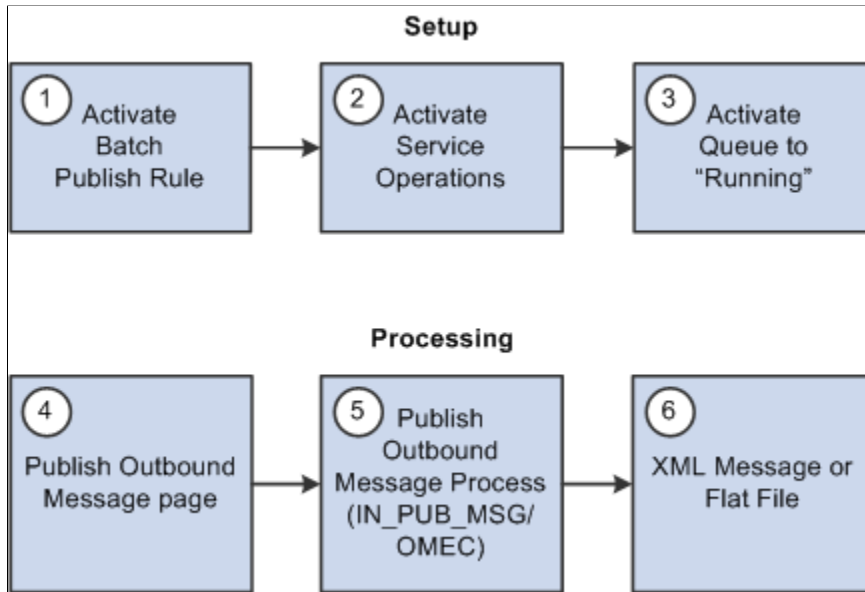 Setup
1
Activate
Batch
Publish Rule
2
Activate
Service
Operations
3
Activate
Queue to
“Running”
Processing
4
Publish Outbound
Message page
5
Publish
Outbound
Message Process
(IN_PUB_MSG/
OMEC)
6
XML Message or
Flat File